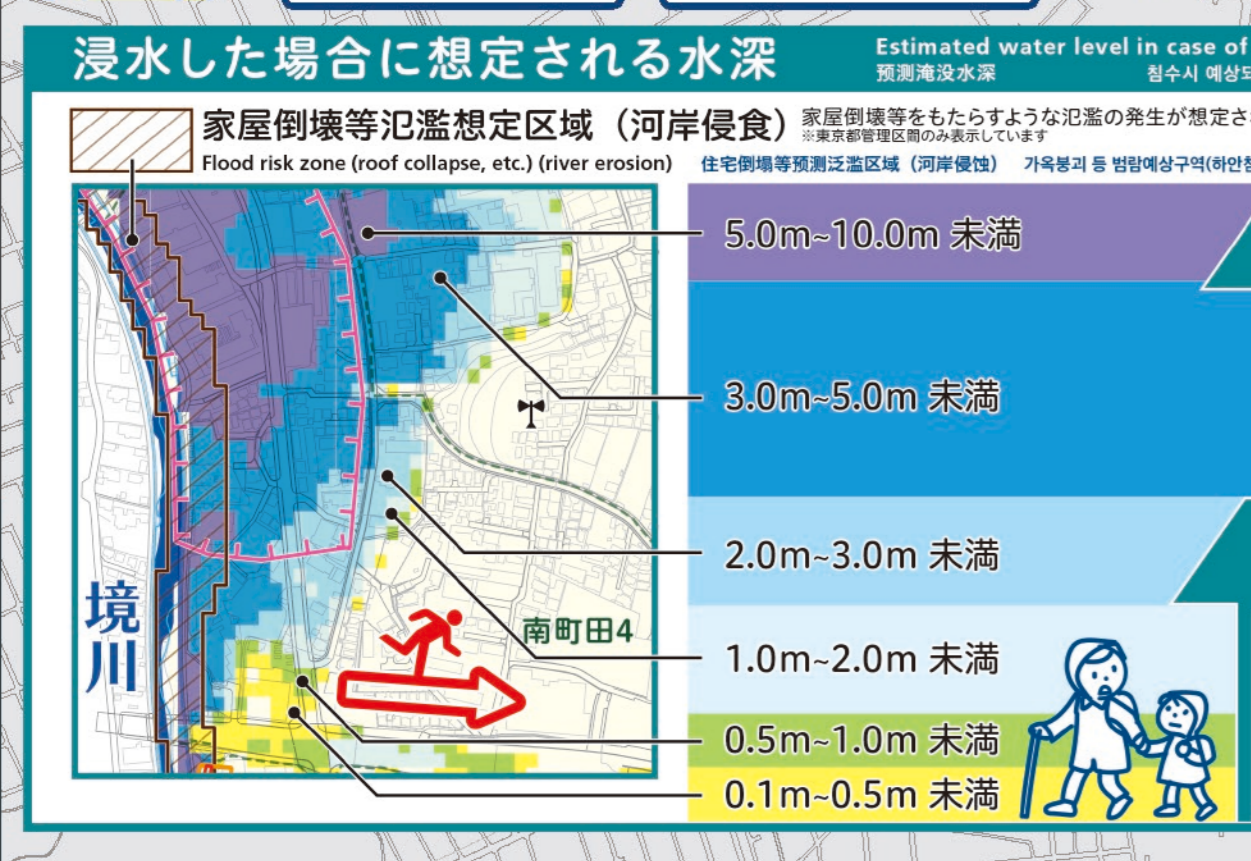 浸水した場合に想定される水深
Estimated water level in case of
预测淹没水深
침수시 예상되
家屋倒壊等氾濫想定区域（河岸侵食）
家屋倒壊等をもたらすような氾濫の発生が想定さ
※東京都管理区間のみ表示しています
Flood risk zone (roof collapse, etc.) (river erosion)
住宅倒塌等预测泛滥区域（河岸侵蚀）
가옥붕괴 등 범람예상구역(하안침
5.0m~10.0m 未満
3.0m~5.0m 未満
2.0m~3.0m 未満
1.0m~2.0m 未満
0.5m~1.0m 未満
0.1m~0.5m 未満
境川
南町田4